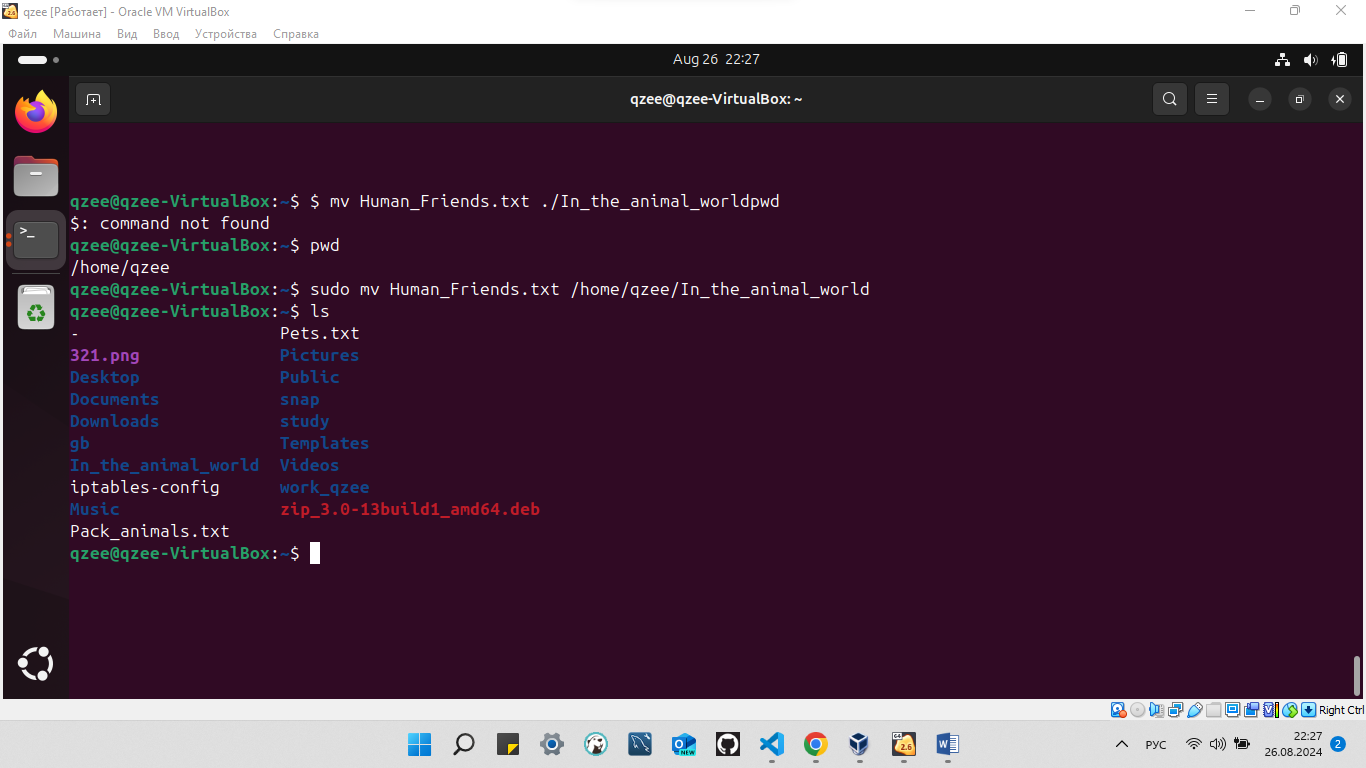 qzee [Работает] - Oracle VM VirtualBox
Файл Машина Вид Ввод Устройства Справка
Aug 26 22:27
qzee@qzee-VirtualBox: ~
qzee@qzee-VirtualBox:~$ $ mv Human_Friends.txt ./In_the_animal_worldpwd
$: command not found
qzee@qzee-VirtualBox:~$ pwd
/home/qzee
qzee@qzee-VirtualBox:~$ sudo mv Human_Friends.txt /home/qzee/In_the_animal_world
qzee@qzee-VirtualBox:~$ ls
- Pets.txt
321.png Pictures
Desktop Public
Documents snap
Downloads study
gb Templates
In_the_animal_world Videos
iptables-config work_qzee
Music zip_3.0-13build1_amd64.deb
Pack_animals.txt
qzee@qzee-VirtualBox:~$
Right Ctrl
NEW
2.6
РУС
22:27
26.08.2024
2